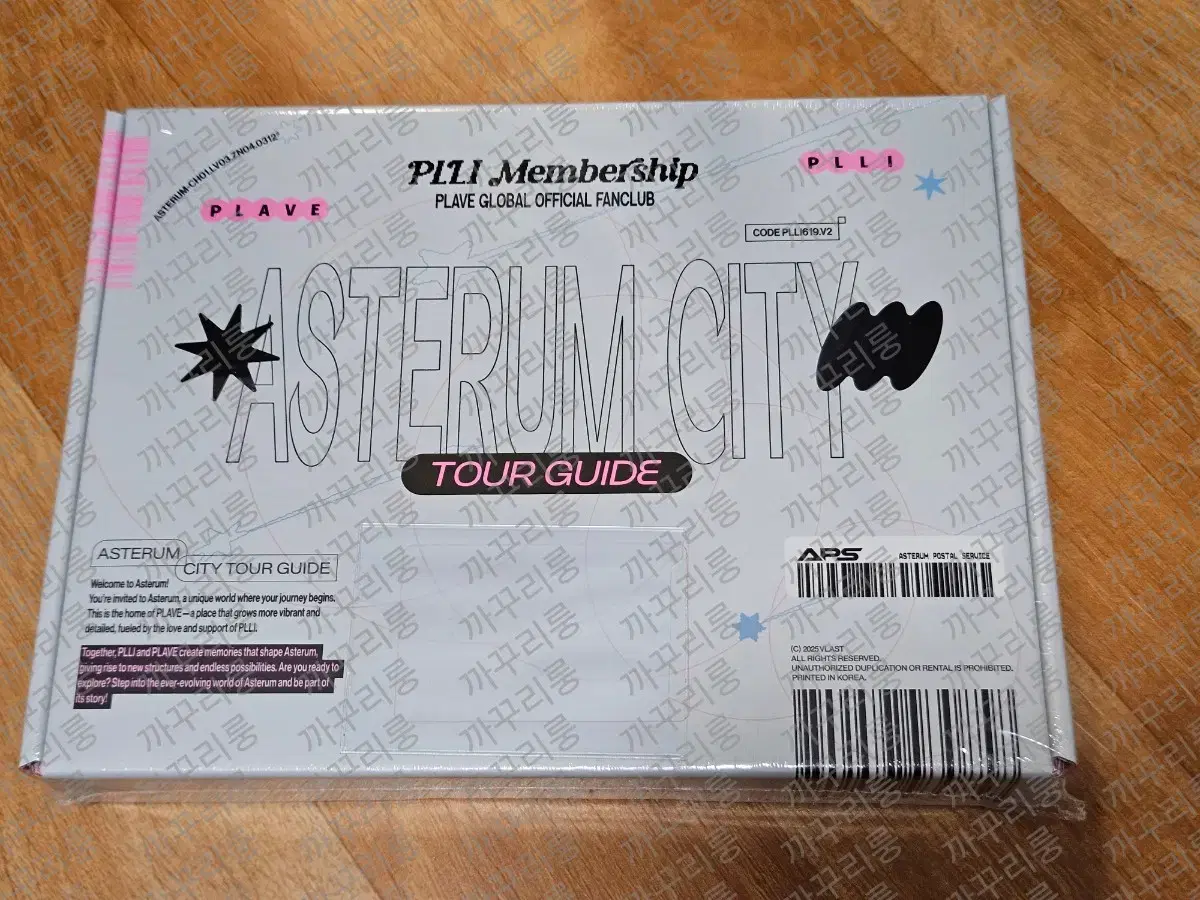 ASTERUM-CHOLLV03.ZN04.0312
PLAVE
PLLI Membership
PLAVE GLOBAL OFFICIAL FANCLUB
PLLI
CODE PLLI619.V2
ASTERUM CITY
TOUR GUIDE
ASTERUM
CITY TOUR GUIDE
Welcome to Asterum!
You're invited to Asterum, a unique world where your journey begins.
This is the home of PLAVE—a place that grows more vibrant and
detailed, fueled by the love and support of PLLI.
Together, PLLI and PLAVE create memories that shape Asterum,
giving rise to new structures and endless possibilities. Are you ready to
explore? Step into the ever-evolving world of Asterum and be part of
its story!
APS
ASTERUM POSTAL SERVICE
(C) 2025 VLAST
ALL RIGHTS RESERVED.
UNAUTHORIZED DUPLICATION OR RENTAL IS PROHIBITED.
PRINTED IN KOREA.
까꾸리룽